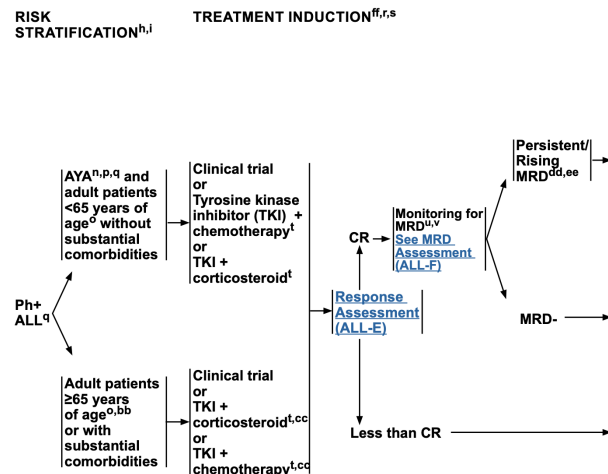 RISK
STRATIFICATIONh,i
TREATMENT INDUCTIONff,r,s
Ph+
ALLq
AYAn,p,q and
adult patients
<65 years of
ageo without
substantial
comorbidities
Clinical trial
or
Tyrosine kinase
inhibitor (TKI) +
chemotherapyt
or
TKI +
corticosteroidt
Adult patients
≥65 years
of ageo,bb
or with
substantial
comorbidities
Clinical trial
or
TKI +
corticosteroidt,cc
or
TKI +
chemotherapyt,cc
Response
Assessment
(ALL-E)
CR
Monitoring for
MRDu,v
See MRD
Assessment
(ALL-F)
Persistent/
Rising
MRDdd,ee
MRD-
Less than CR